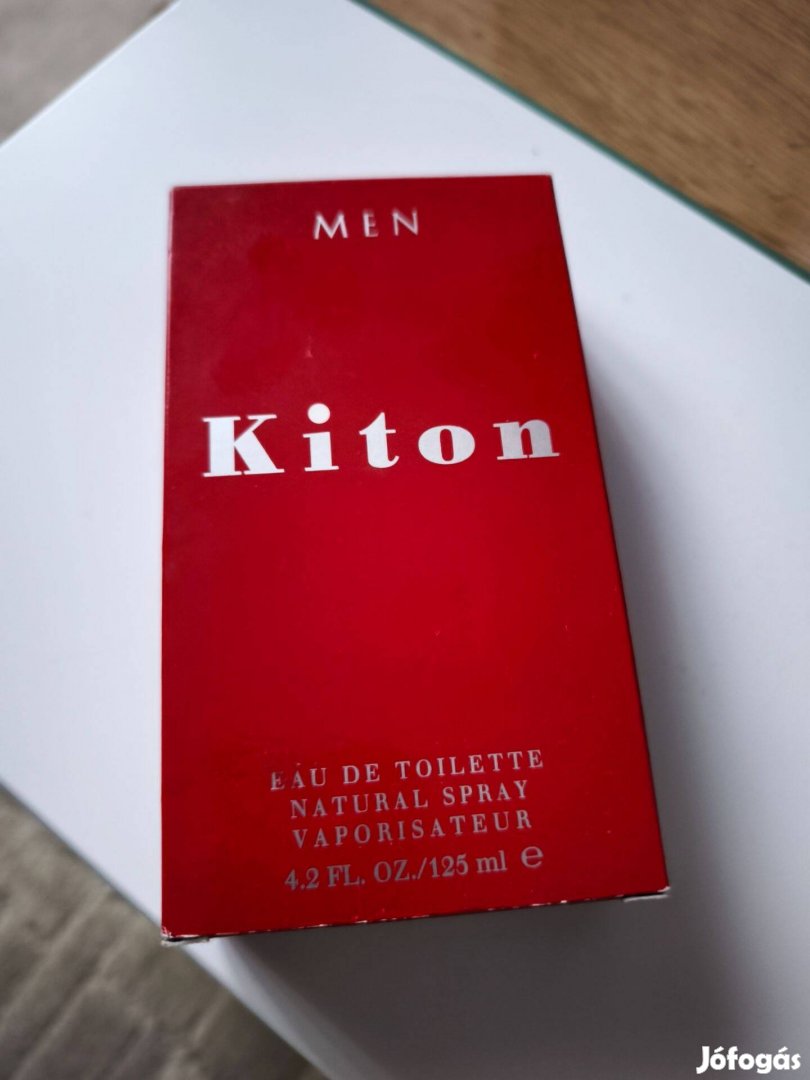 MEN
Kiton
EAU DE TOILETTE
NATURAL SPRAY
VAPORISATEUR
4.2 FL. OZ./125 ml ℮
Jófogás